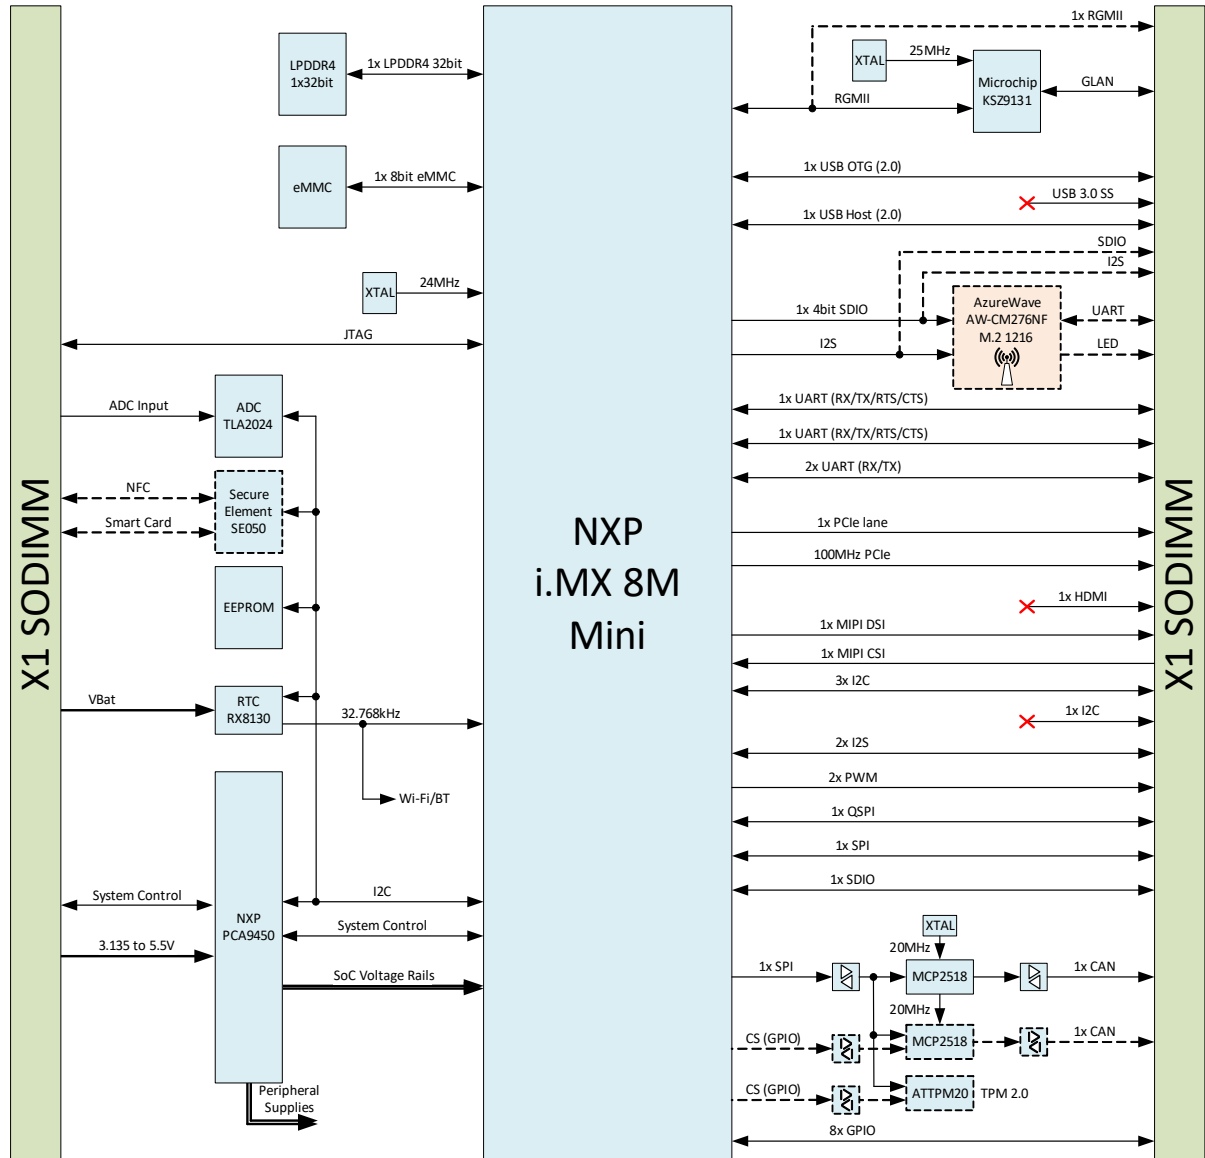 X1 SODIMM
LPDDR4
1x32bit
1x LPDDR4 32bit
eMMC
1x 8bit eMMC
XTAL
24MHz
JTAG
ADC Input
ADC
TLA2024
NFC
Smart Card
Secure
Element
SE050
EEPROM
VBat
RTC
RX8130
32.768kHz
Wi-Fi/BT
System Control
3.135 to 5.5V
NXP
PCA9450
I2C
System Control
SoC Voltage Rails
Peripheral
Supplies
NXP
i.MX 8M
Mini
1x RGMII
XTAL
25MHz
Microchip
KSZ9131
GLAN
RGMII
1x USB OTG (2.0)
USB 3.0 SS
1x USB Host (2.0)
SDIO
I2S
1x 4bit SDIO
I2S
AzureWave
AW-CM276NF
M.2 1216
UART
LED
1x UART (RX/TX/RTS/CTS)
1x UART (RX/TX/RTS/CTS)
2x UART (RX/TX)
1x PCIe lane
100MHz PCIe
1x HDMI
1x MIPI DSI
1x MIPI CSI
3x I2C
1x I2C
2x I2S
2x PWM
1x QSPI
1x SPI
1x SDIO
XTAL
20MHz
1x SPI
MCP2518
1x CAN
20MHz
CS (GPIO)
MCP2518
1x CAN
CS (GPIO)
ATTPM20
TPM 2.0
8x GPIO
X1 SODIMM